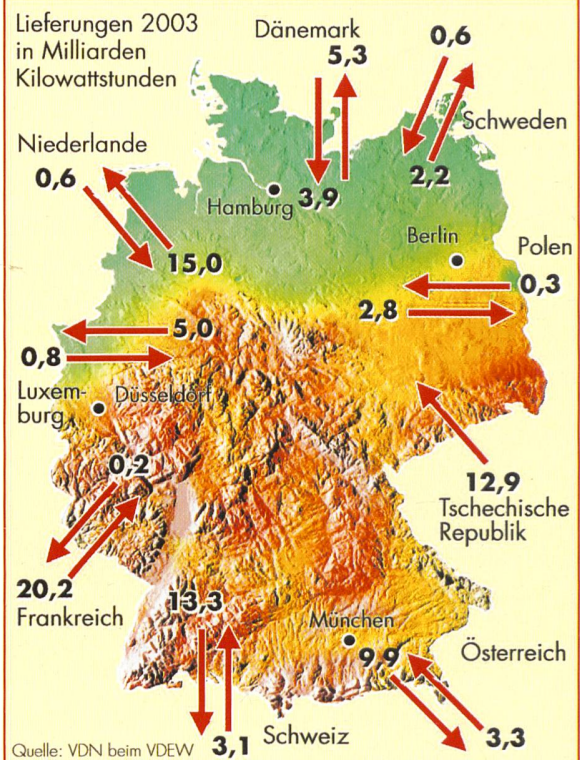 Lieferungen 2003
in Milliarden
Kilowattstunden
Dänemark
5,3
0,6
Schweden
2,2
Niederlande
0,6
Hamburg
3,9
15,0
Berlin
Polen
0,3
2,8
5,0
0,8
Luxem-
burg
Düsseldorf
0,2
12,9
Tschechische
Republik
20,2
Frankreich
13,3
München
9,9
Österreich
3,3
Schweiz
3,1
Quelle: VDN beim VDEW